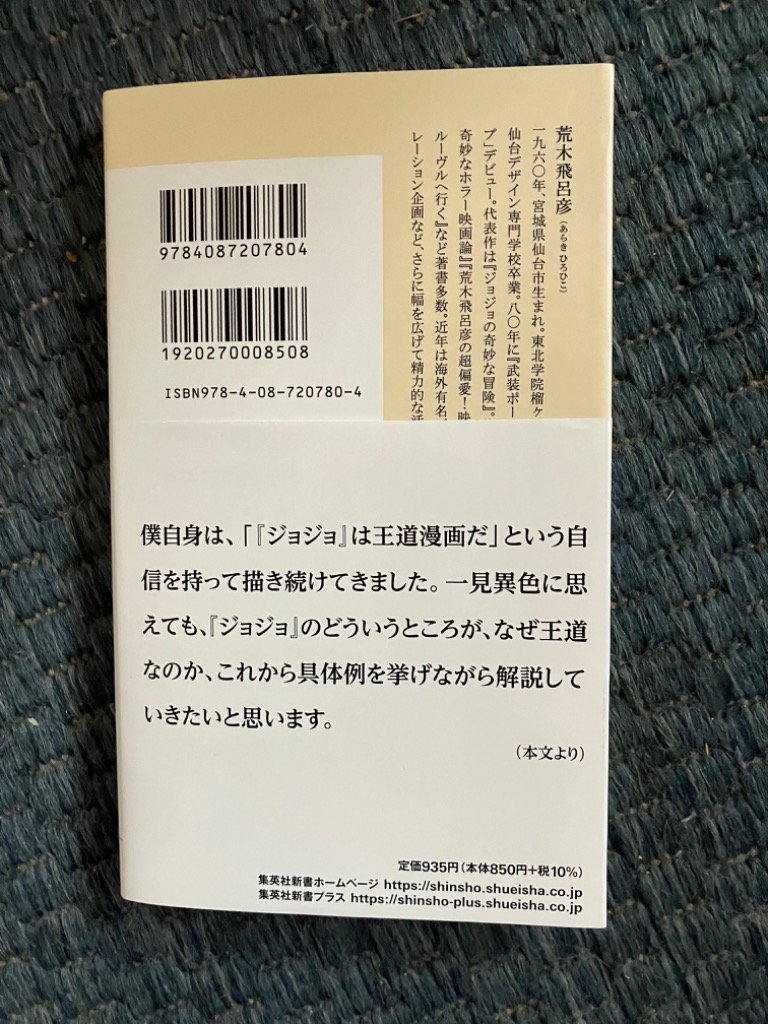 荒木飛呂彦(あらき ひろひこ)
一九六〇年、宮城県仙台市生まれ。東北学院榴ヶ
仙台デザイン専門学校卒業。八〇年に『武装ポー
プ」デビュー。代表作は『ジョジョの奇妙な冒険』。
奇妙なホラー映画論』『荒木飛呂彦の超偏愛!映
ルーヴルへ行く』など著書多数。近年は海外有名
レーション企画など、さらに幅を広げて精力的な活
9784087207804
1920270008508
ISBN978-4-08-720780-4
僕自身は、「『ジョジョ』は王道漫画だ」という自
信を持って描き続けてきました。一見異色に思
えても、『ジョジョ』のどういうところが、なぜ王道
なのか、これから具体例を挙げながら解説して
いきたいと思います。
(本文より)
定価935円(本体850円+税10%)
集英社新書ホームページ https://shinsho.shueisha.co.jp
集英社新書プラス https://shinsho-plus.shueisha.co.jp